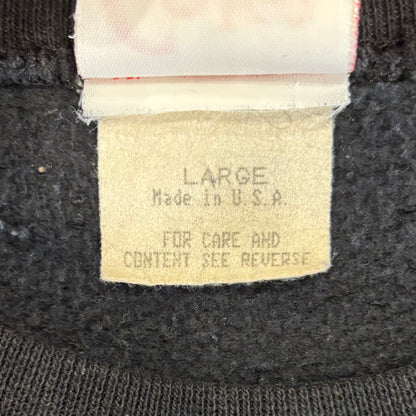 LARGE
Made in U.S.A.
FOR CARE AND
CONTENT SEE REVERSE